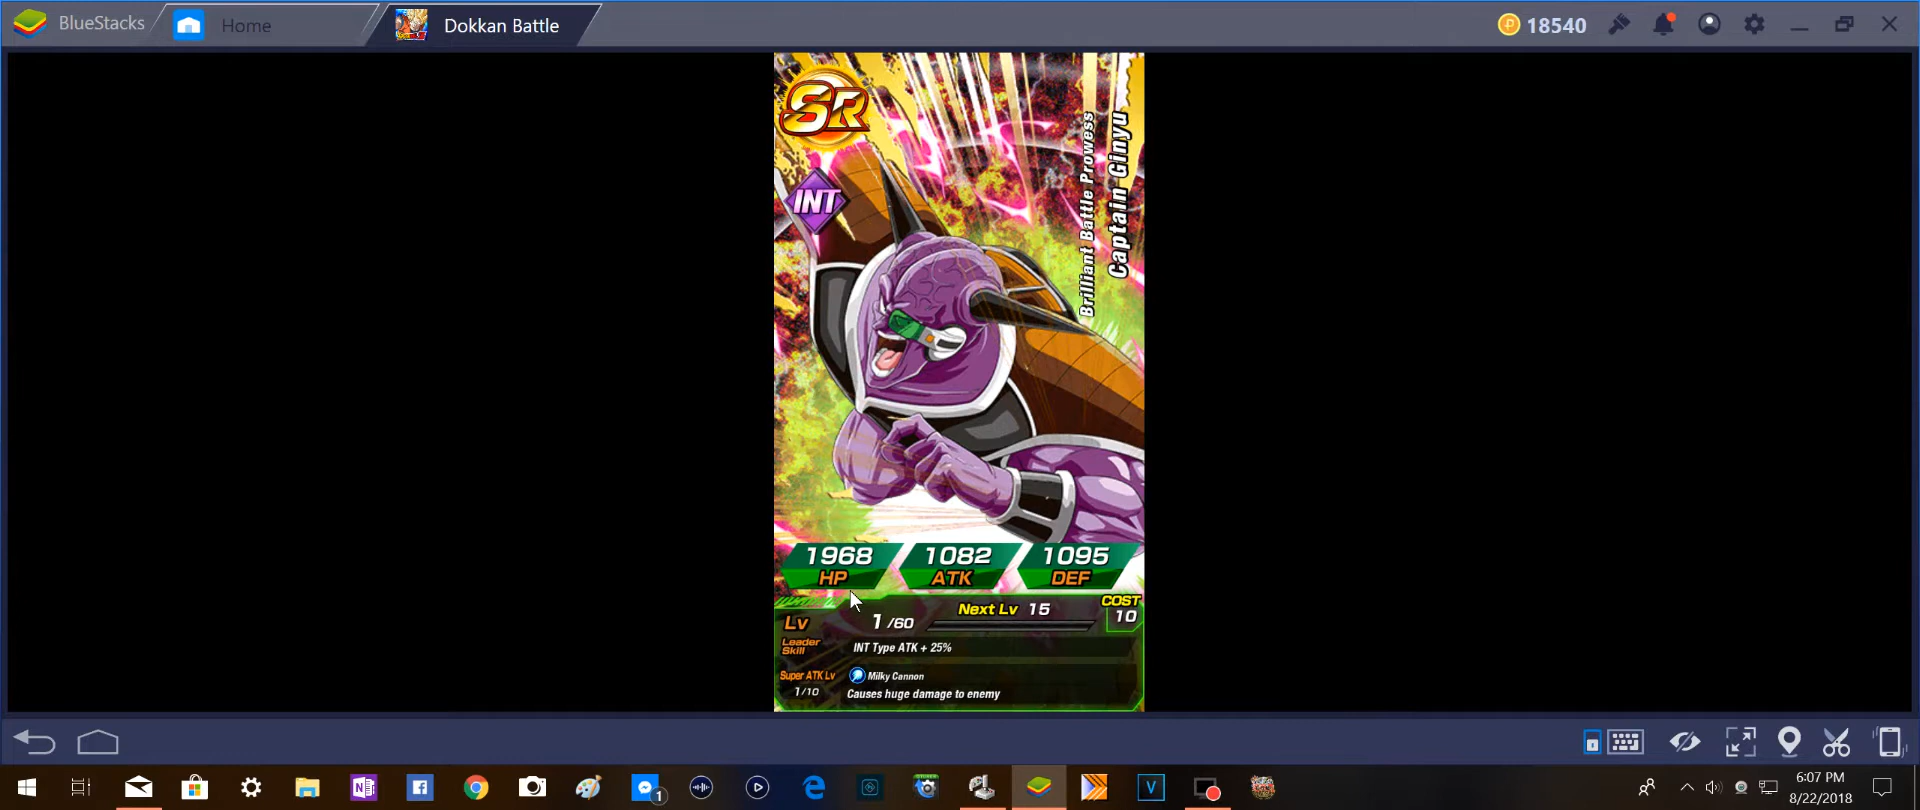 BlueStacks
Home
Dokkan Battle
18540
SR
INT
Brilliant Battle Prowess
Captain Ginyu
1968
HP
1082
ATK
1095
DEF
Lv 1/60
Next Lv 15
COST
10
Leader Skill
INT Type ATK + 25%
Super ATK Lv
1/10
Milky Cannon
Causes huge damage to enemy
1
6:07 PM
8/22/2018